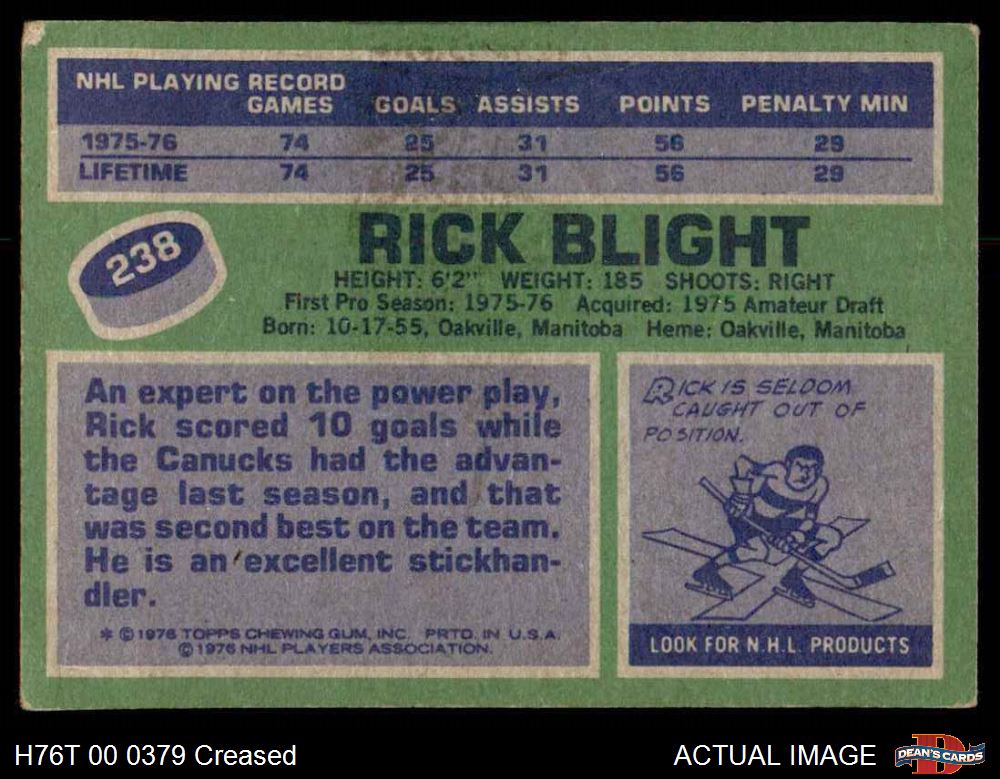 NHL PLAYING RECORD
GAMES GOALS ASSISTS POINTS PENALTY MIN
1975-76 74 25 31 56 29
LIFETIME 74 25 31 56 29
238
RICK BLIGHT
HEIGHT: 6'2" WEIGHT: 185 SHOOTS: RIGHT
First Pro Season: 1975-76 Acquired: 1975 Amateur Draft
Born: 10-17-55, Oakville, Manitoba Heme: Oakville, Manitoba
An expert on the power play,
Rick scored 10 goals while
the Canucks had the advan-
tage last season, and that
was second best on the team.
He is an excellent stickhan-
dler.
* © 1976 TOPPS CHEWING GUM, INC. PRTD. IN U.S.A.
© 1976 NHL PLAYERS ASSOCIATION.
RICK IS SELDOM
CAUGHT OUT OF
POSITION.
LOOK FOR N.H.L. PRODUCTS
H76T 00 0379 Creased
ACTUAL IMAGE
D
DEAN'S CARDS